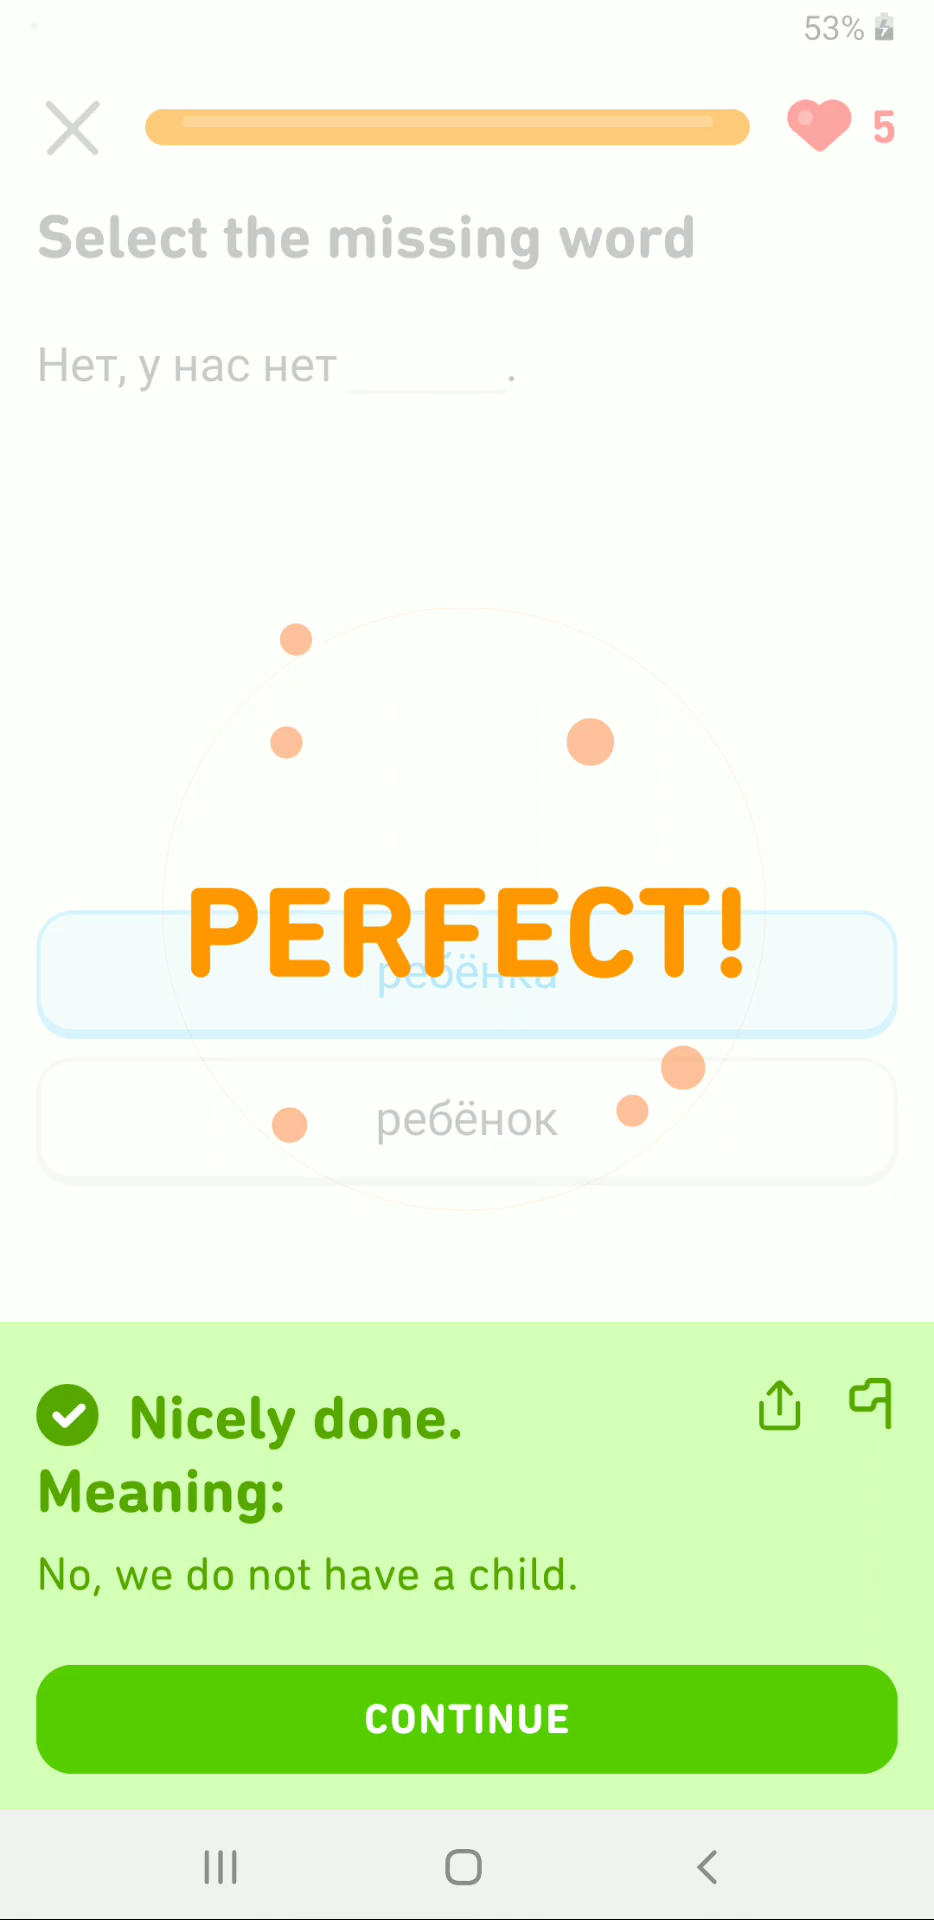 53%
5
Select the missing word
Нет, у нас нет ______.
PERFECT!
ребёнка
ребёнок
Nicely done.
Meaning:
No, we do not have a child.
CONTINUE